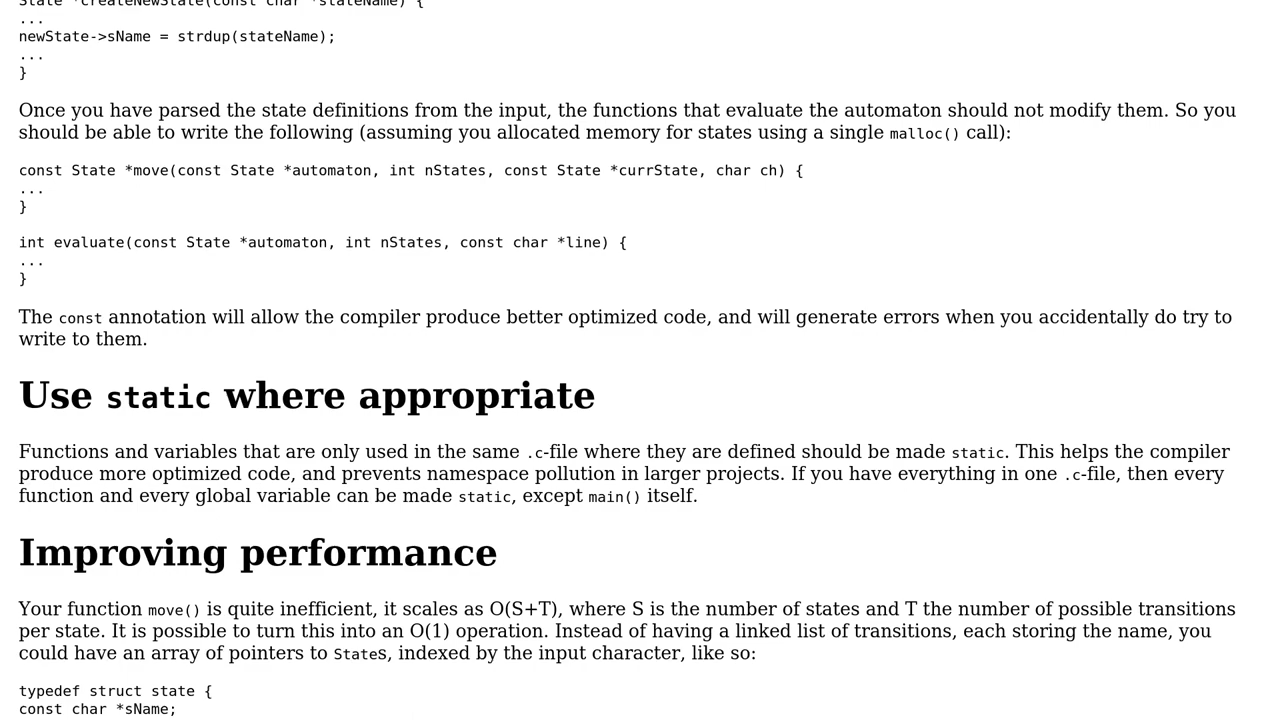 State *createNewState(const char *stateName) {
...
newState->sName = strdup(stateName);
...
}
Once you have parsed the state definitions from the input, the functions that evaluate the automaton should not modify them. So you
should be able to write the following (assuming you allocated memory for states using a single malloc() call):
const State *move(const State *automaton, int nStates, const State *currState, char ch) {
...
}
int evaluate(const State *automaton, int nStates, const char *line) {
...
}
The const annotation will allow the compiler produce better optimized code, and will generate errors when you accidentally do try to
write to them.
Use static where appropriate
Functions and variables that are only used in the same .c-file where they are defined should be made static. This helps the compiler
produce more optimized code, and prevents namespace pollution in larger projects. If you have everything in one .c-file, then every
function and every global variable can be made static, except main() itself.
Improving performance
Your function move() is quite inefficient, it scales as O(S+T), where S is the number of states and T the number of possible transitions
per state. It is possible to turn this into an O(1) operation. Instead of having a linked list of transitions, each storing the name, you
could have an array of pointers to States, indexed by the input character, like so:
typedef struct state {
const char *sName;